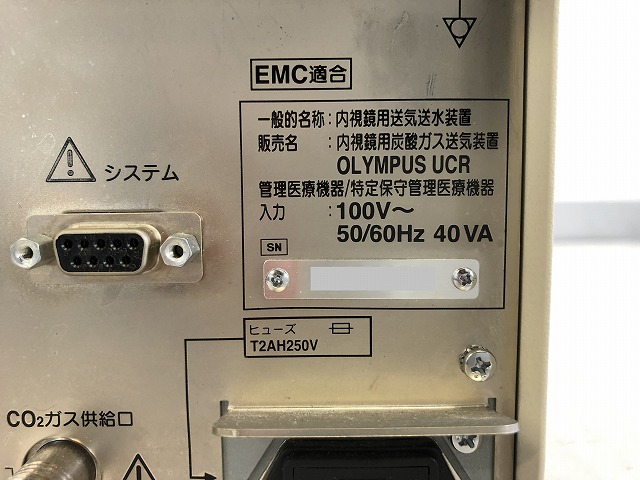 EMC適合
一般的名称：内視鏡用送気送水装置
販売名　：内視鏡用炭酸ガス送気装置
OLYMPUS UCR
管理医療機器/特定保守管理医療機器
入力　：100V～
50/60Hz 40VA
SN
システム
ヒューズ
T2AH250V
CO₂ガス供給口